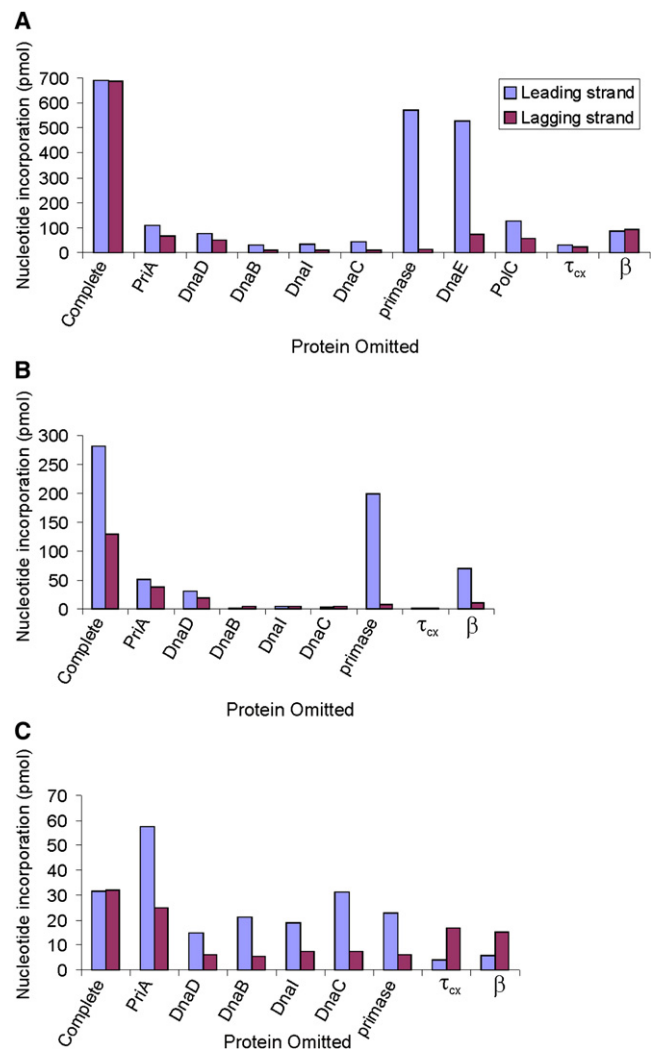 A
Nucleotide incorporation (pmol)
700
600
500
400
300
200
100
0
Leading strand
Lagging strand
Complete
PriA
DnaD
DnaB
DnaI
DnaC
primase
DnaE
PolC
τcx
β
Protein Omitted
B
Nucleotide incorporation (pmol)
300
250
200
150
100
50
0
Complete
PriA
DnaD
DnaB
DnaI
DnaC
primase
τcx
β
Protein Omitted
C
Nucleotide incorporation (pmol)
70
60
50
40
30
20
10
0
Complete
PriA
DnaD
DnaB
DnaI
DnaC
primase
τcx
β
Protein Omitted